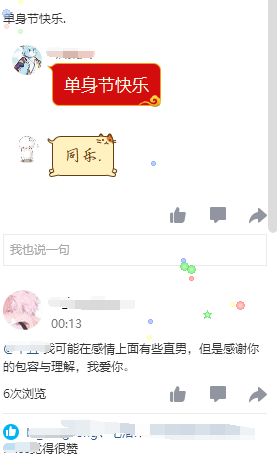 单身节快乐.
单身节快乐
同乐.
我也说一句
00:13
我可能在感情上面有些直男，但是感谢你
的包容与理解，我爱你。
6次浏览
觉得很赞